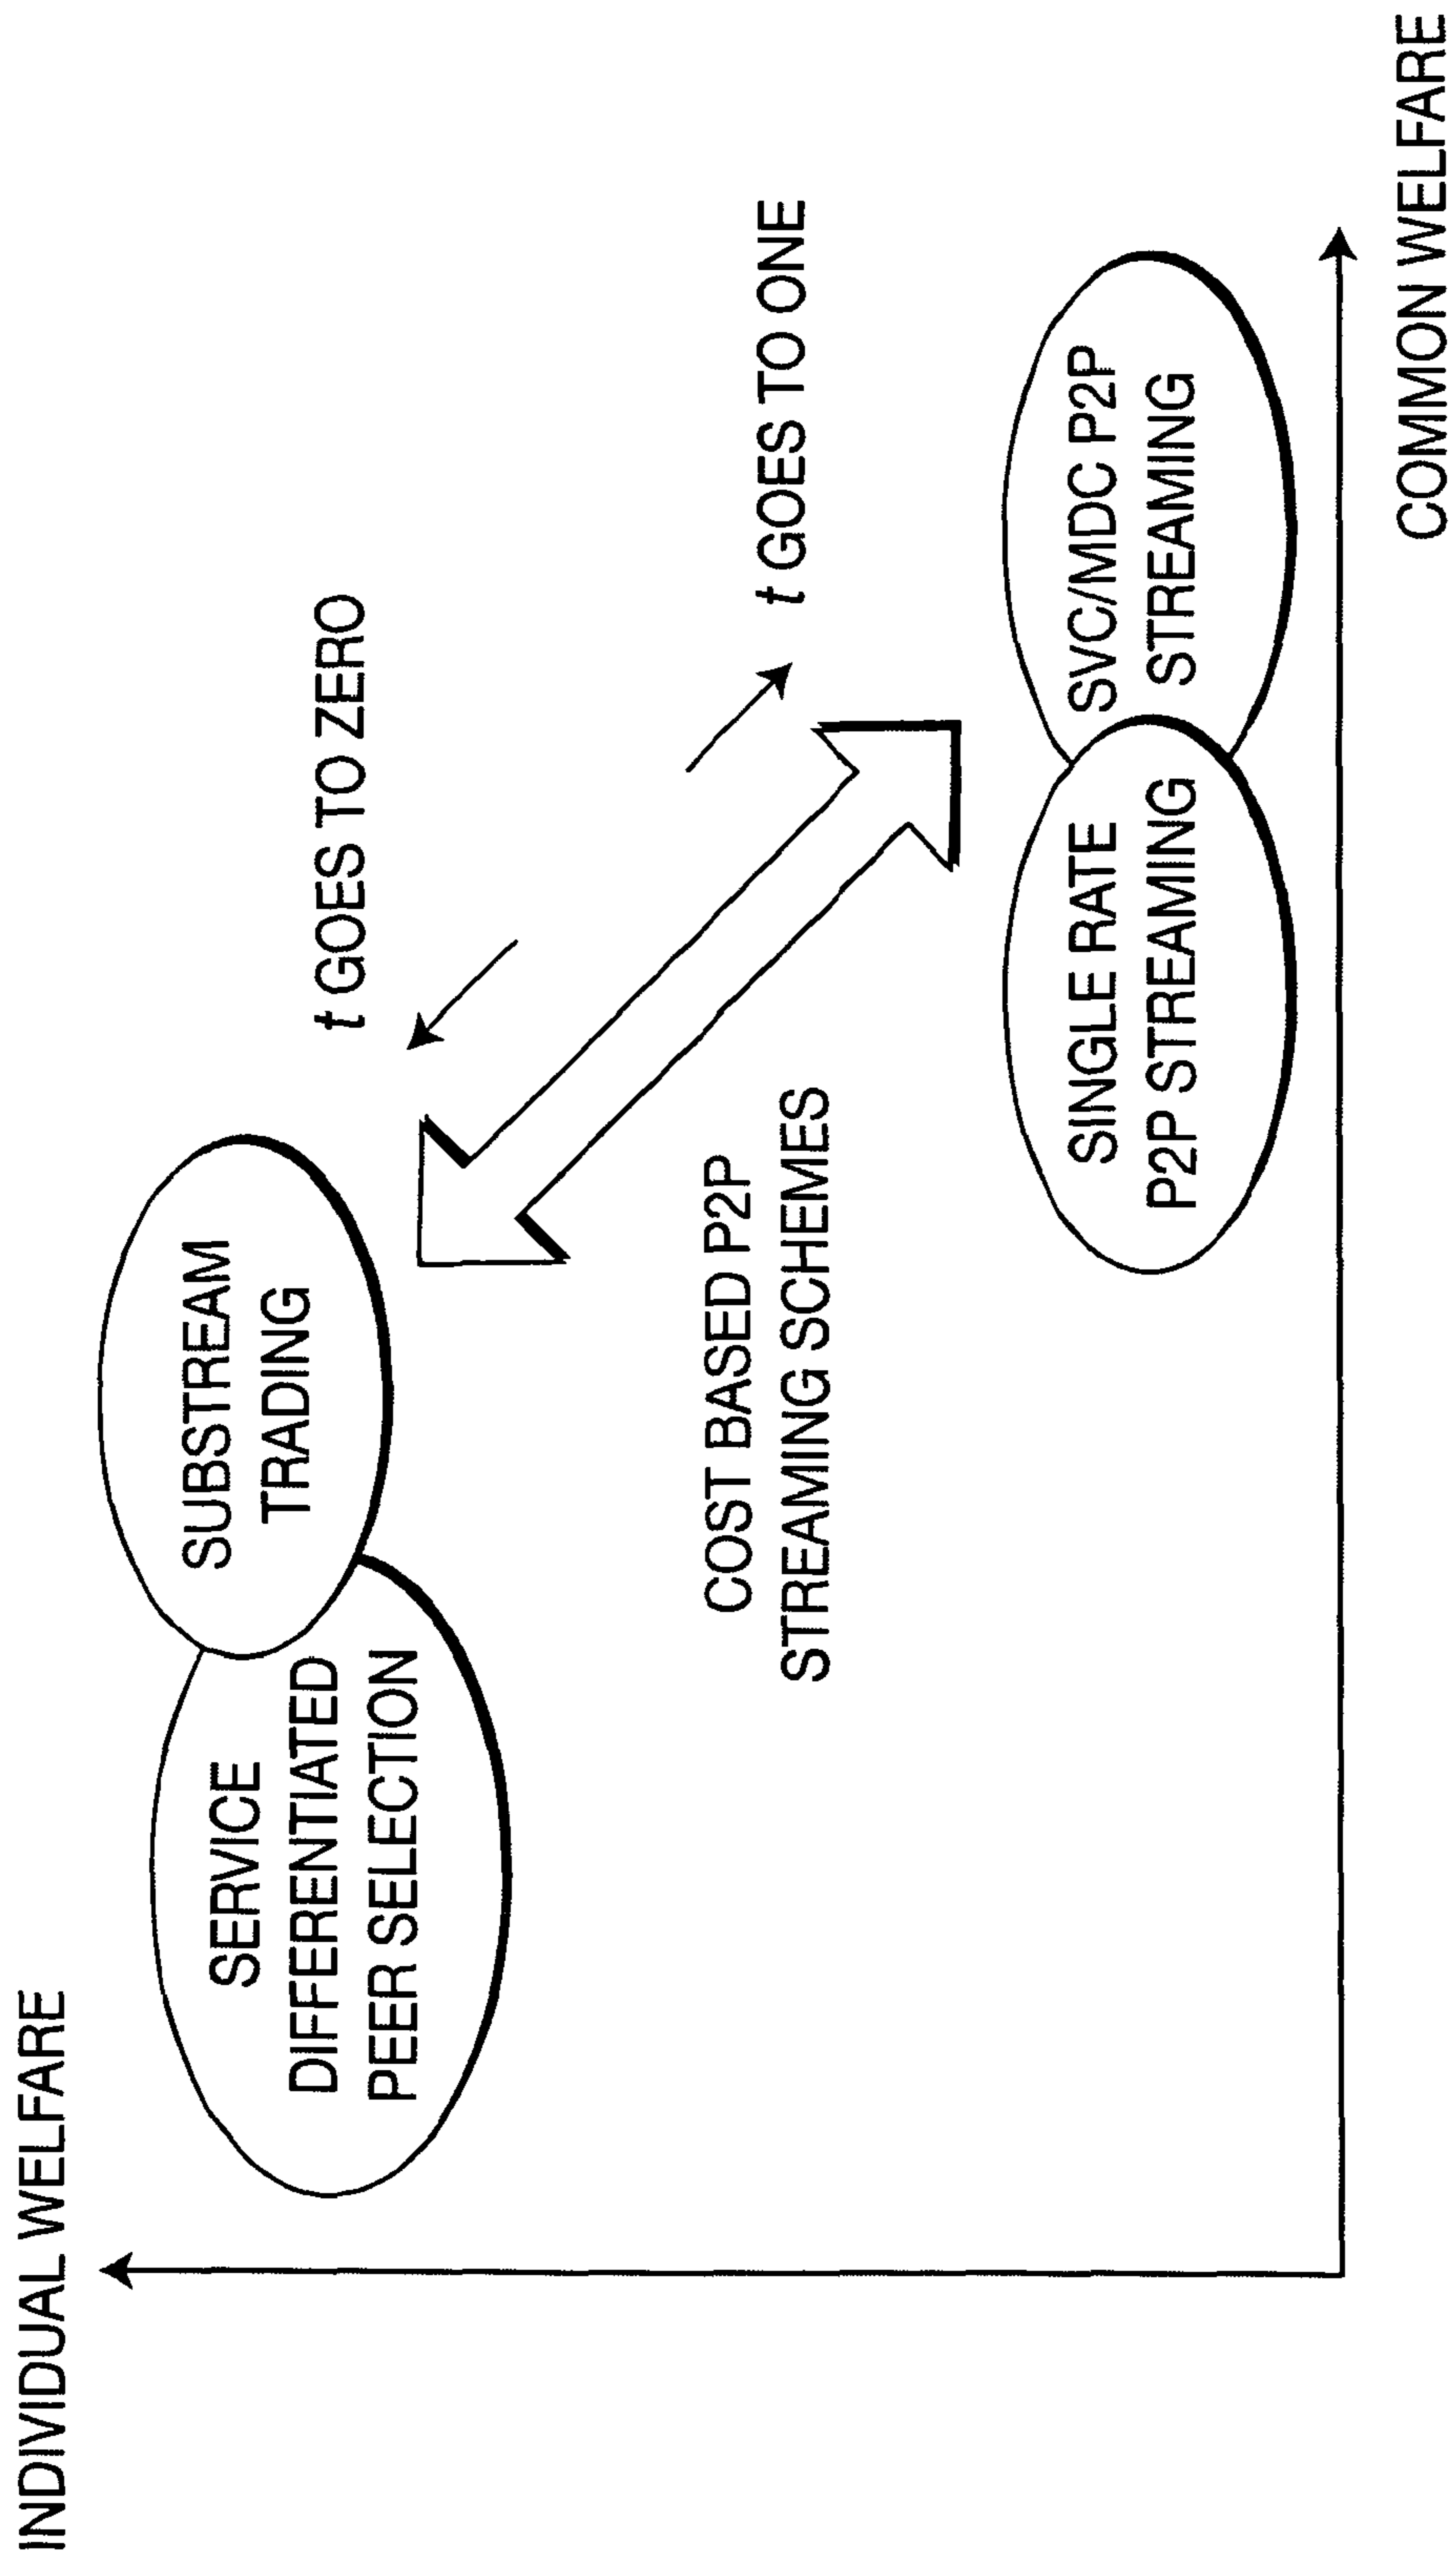 INDIVIDUAL WELFARE
SERVICE
DIFFERENTIATED
PEER SELECTION
SUBSTREAM
TRADING
t GOES TO ZERO
t GOES TO ONE
COST BASED P2P
STREAMING SCHEMES
SINGLE RATE
P2P STREAMING
SVC/MDC P2P
STREAMING
COMMON WELFARE